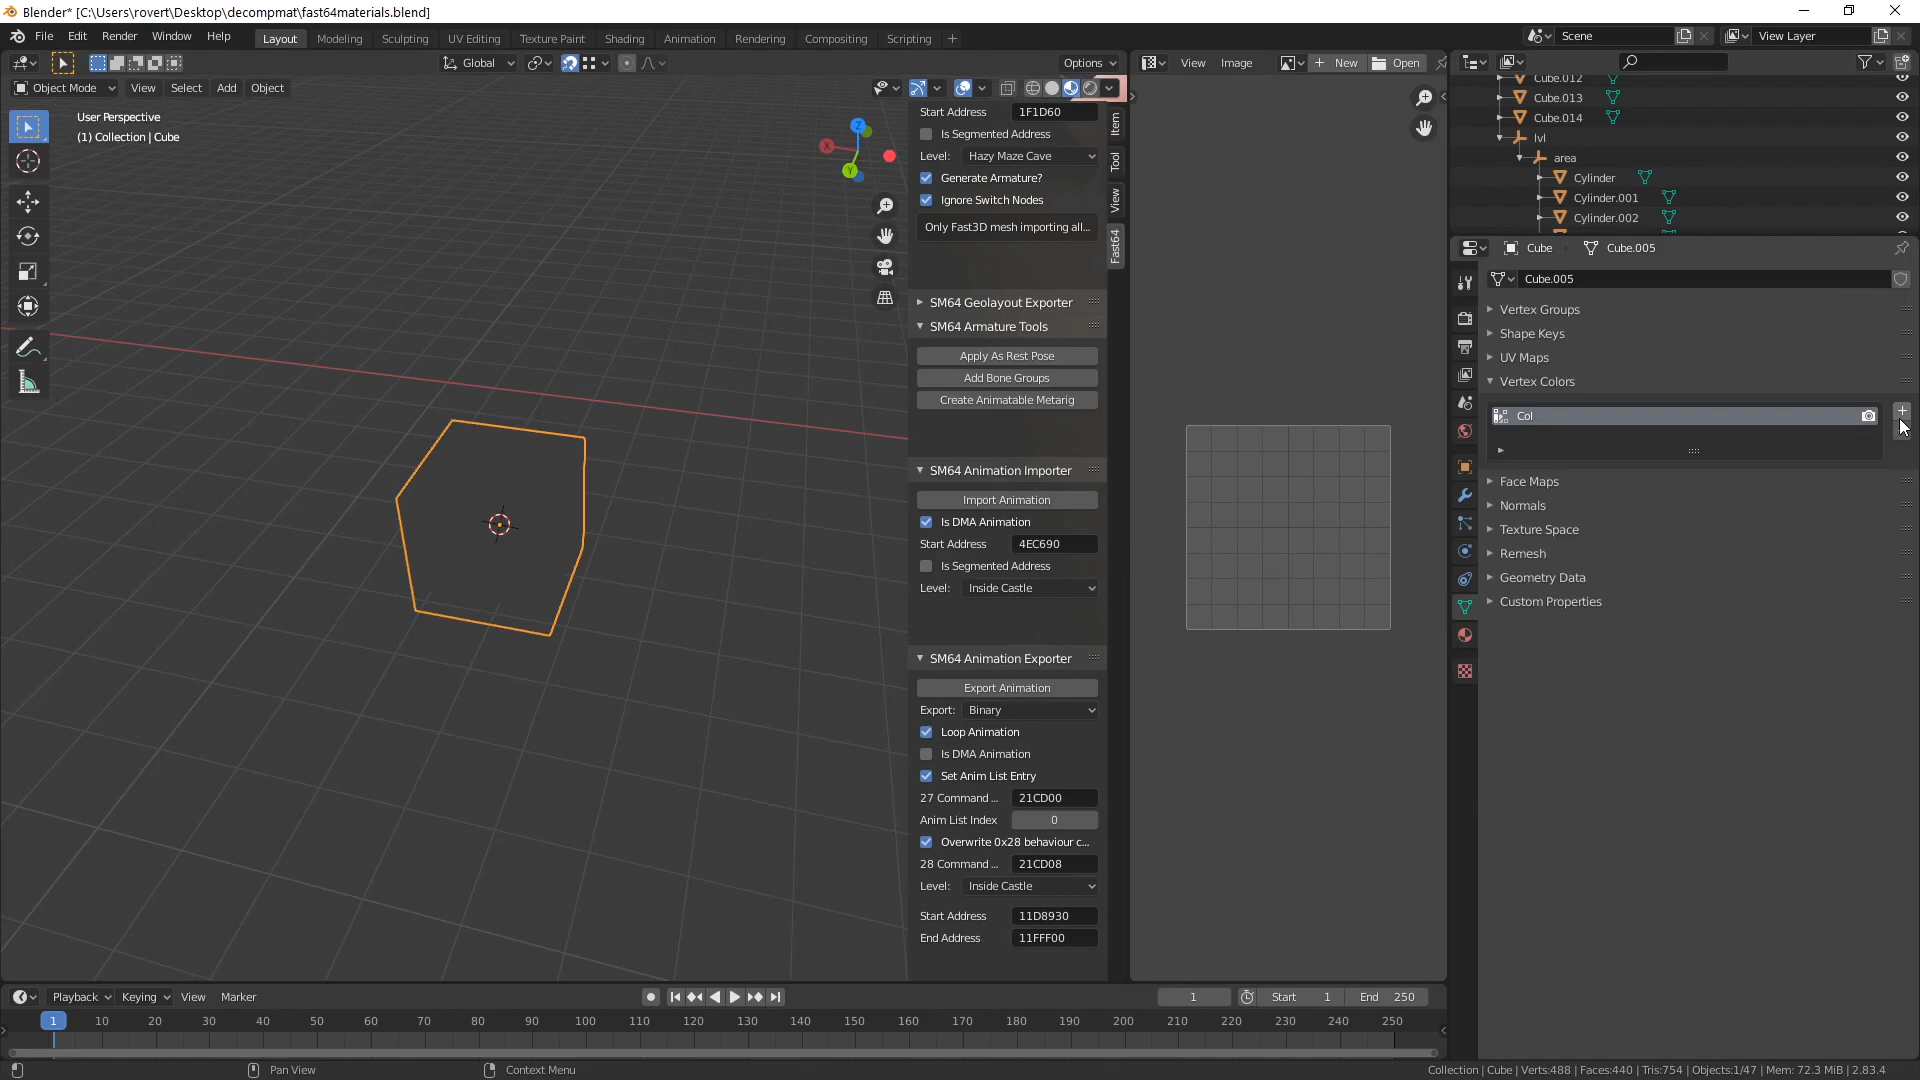 Blender* [C:\Users\rovert\Desktop\decompmat\fast64materials.blend]
File Edit Render Window Help Layout Modeling Sculpting UV Editing Texture Paint Shading Animation Rendering Compositing Scripting + Scene View Layer
Global Options View Image New Open
Object Mode View Select Add Object
User Perspective
(1) Collection | Cube
X
Y
Z
Start Address 1F1D60
Is Segmented Address
Level: Hazy Maze Cave
Generate Armature?
Ignore Switch Nodes
Only Fast3D mesh importing all...
SM64 Geolayout Exporter
SM64 Armature Tools
Apply As Rest Pose
Add Bone Groups
Create Animatable Metarig
SM64 Animation Importer
Import Animation
Is DMA Animation
Start Address 4EC690
Is Segmented Address
Level: Inside Castle
SM64 Animation Exporter
Export Animation
Export: Binary
Loop Animation
Is DMA Animation
Set Anim List Entry
27 Command ... 21CD00
Anim List Index 0
Overwrite 0x28 behaviour c...
28 Command ... 21CD08
Level: Inside Castle
Start Address 11D8930
End Address 11FFF00
Item
Tool
View
Fast64
Cube.012
Cube.013
Cube.014
lvl
area
Cylinder
Cylinder.001
Cylinder.002
Cube Cube.005
Cube.005
Vertex Groups
Shape Keys
UV Maps
Vertex Colors
Col
Face Maps
Normals
Texture Space
Remesh
Geometry Data
Custom Properties
Playback Keying View Marker 1 Start 1 End 250
1 10 20 30 40 50 60 70 80 90 100 110 120 130 140 150 160 170 180 190 200 210 220 230 240 250
Pan View Context Menu Collection | Cube | Verts:488 | Faces:440 | Tris:754 | Objects:1/47 | Mem: 72.3 MiB | 2.83.4